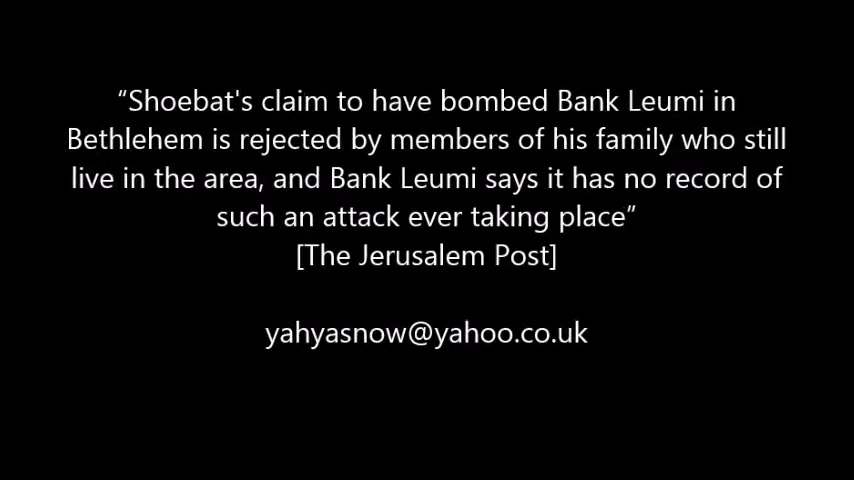 “Shoebat's claim to have bombed Bank Leumi in
Bethlehem is rejected by members of his family who still
live in the area, and Bank Leumi says it has no record of
such an attack ever taking place”
[The Jerusalem Post]
yahyasnow@yahoo.co.uk